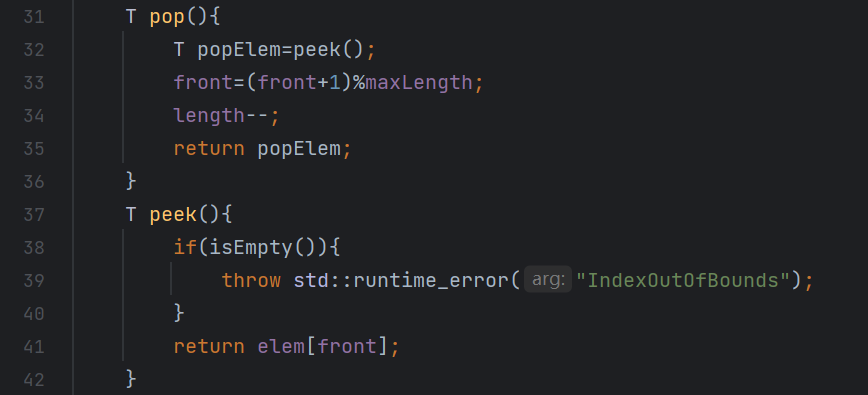 31 T pop(){
32 T popElem=peek();
33 front=(front+1)%maxLength;
34 length--;
35 return popElem;
36 }
37 T peek(){
38 if(isEmpty()){
39 throw std::runtime_error( arg: "IndexOutOfBounds");
40 }
41 return elem[front];
42 }